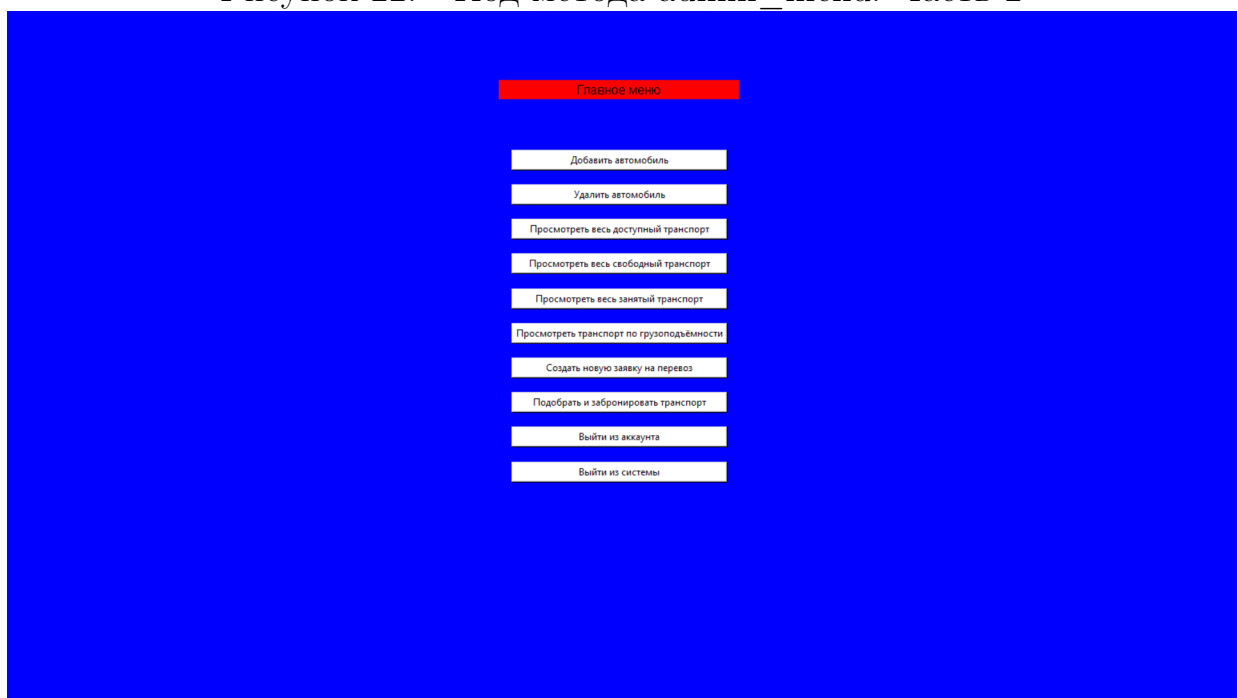 Главное меню
Добавить автомобиль
Удалить автомобиль
Просмотреть весь доступный транспорт
Просмотреть весь свободный транспорт
Просмотреть весь занятый транспорт
Просмотреть транспорт по грузоподъёмности
Создать новую заявку на перевоз
Подобрать и забронировать транспорт
Выйти из аккаунта
Выйти из системы